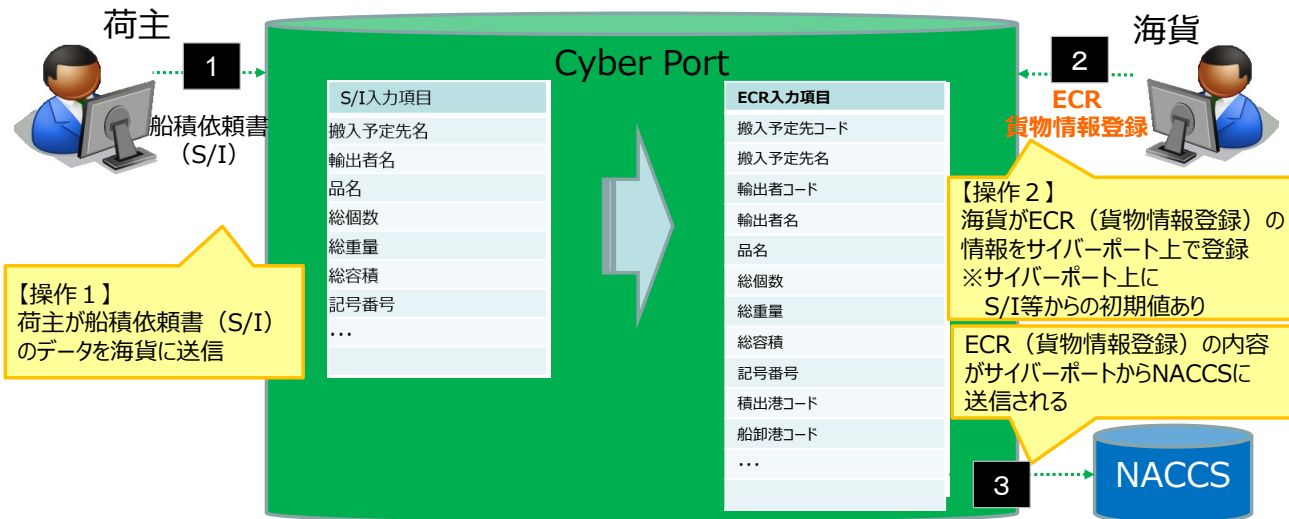 荷主
1
船積依頼書
（S/I）
【操作１】
荷主が船積依頼書（S/I）
のデータを海貨に送信
Cyber Port
S/I入力項目
搬入予定先名
輸出者名
品名
総個数
総重量
総容積
記号番号
…
ECR入力項目
搬入予定先コード
搬入予定先名
輸出者コード
輸出者名
品名
総個数
総重量
総容積
記号番号
積出港コード
船卸港コード
…
海貨
２
ECR
貨物情報登録
【操作２】
海貨がECR（貨物情報登録）の
情報をサイバーポート上で登録
※サイバーポート上に
S/I等からの初期値あり
ECR（貨物情報登録）の内容
がサイバーポートからNACCSに
送信される
3
NACCS